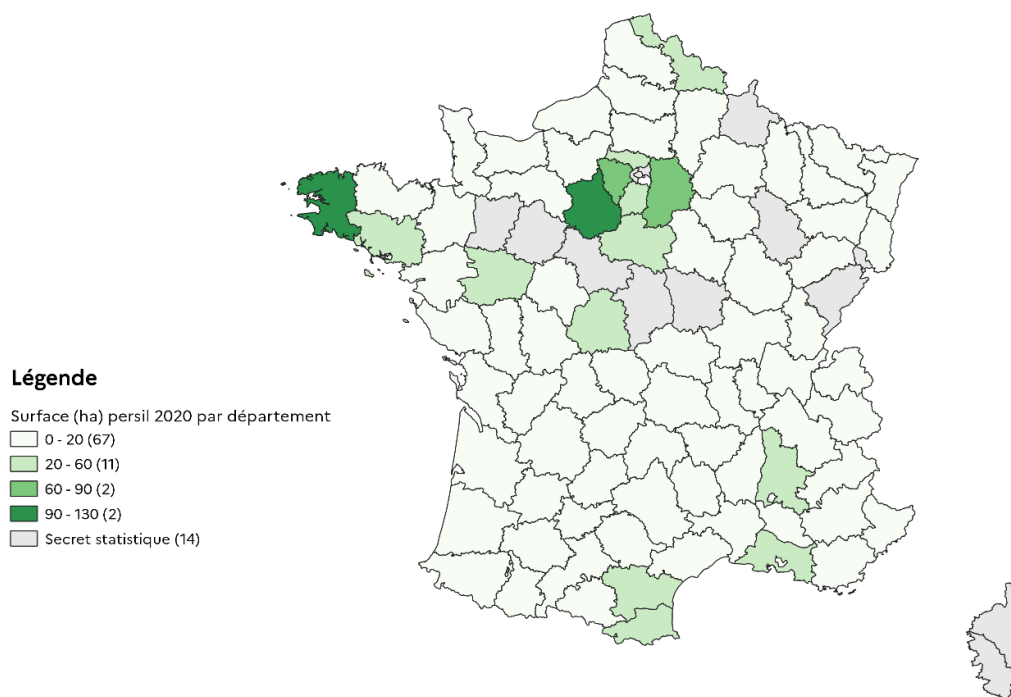 Légende
Surface (ha) persil 2020 par département
0 - 20 (67)
20 - 60 (11)
60 - 90 (2)
90 - 130 (2)
Secret statistique (14)